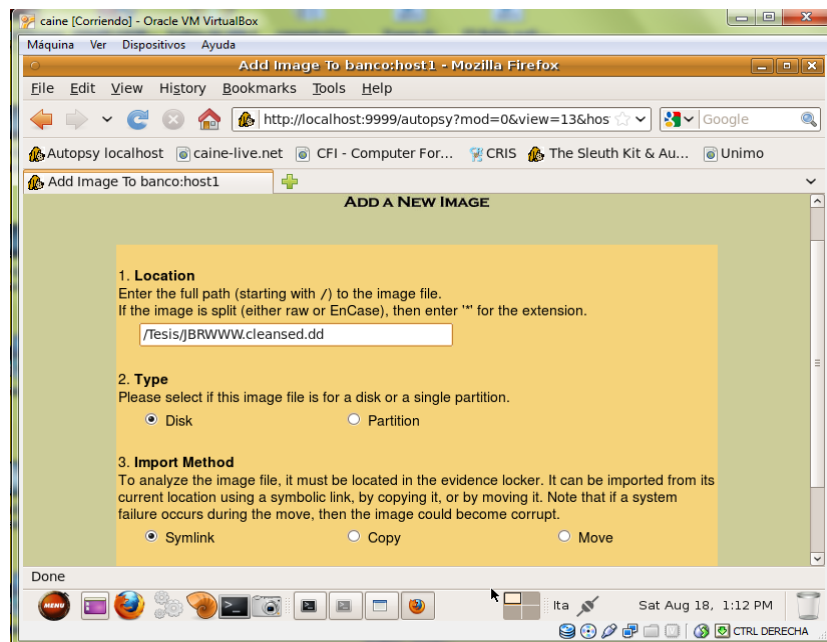 caine [Corriendo] - Oracle VM VirtualBox
Máquina Ver Dispositivos Ayuda
Add Image To banco:host1 - Mozilla Firefox
File Edit View History Bookmarks Tools Help
http://localhost:9999/autopsy?mod=0&view=13&hos Google
Autopsy localhost caine-live.net CFI - Computer For... CRIS The Sleuth Kit & Au... Unimo
Add Image To banco:host1
ADD A NEW IMAGE
1. Location
Enter the full path (starting with /) to the image file.
If the image is split (either raw or EnCase), then enter '*' for the extension.
/Tesis/JBRWWW.cleansed.dd
2. Type
Please select if this image file is for a disk or a single partition.
Disk Partition
3. Import Method
To analyze the image file, it must be located in the evidence locker. It can be imported from its
current location using a symbolic link, by copying it, or by moving it. Note that if a system
failure occurs during the move, then the image could become corrupt.
Symlink Copy Move
Done
MENU Ita Sat Aug 18, 1:12 PM
CTRL DERECHA